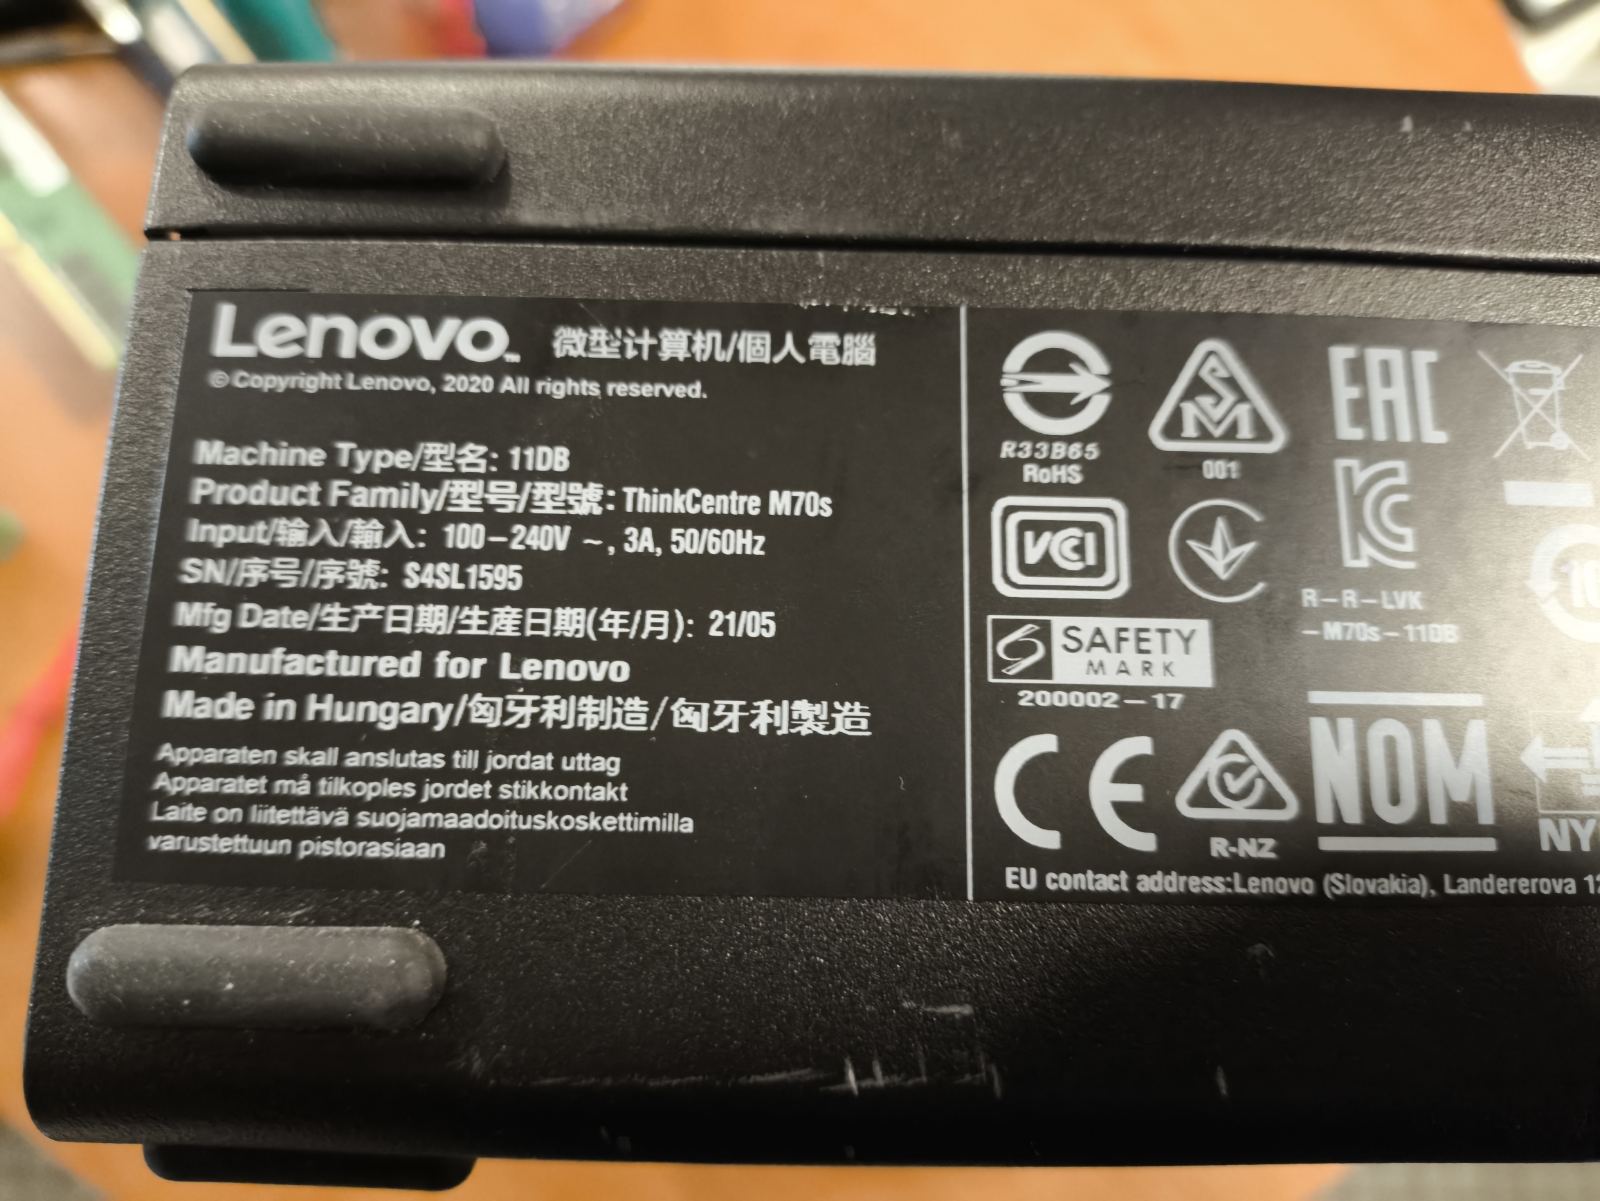 Lenovo 微型计算机/個人電腦
© Copyright Lenovo, 2020 All rights reserved.
Machine Type/型名: 11DB
Product Family/型号/型號: ThinkCentre M70s
Input/输入/輸入: 100-240V ~, 3A, 50/60Hz
SN/序号/序號: S4SL1595
Mfg Date/生产日期/生産日期(年/月): 21/05
Manufactured for Lenovo
Made in Hungary/匈牙利制造/匈牙利製造
Apparaten skall anslutas till jordat uttag
Apparatet må tilkoples jordet stikkontakt
Laite on liitettävä suojamaadoituskoskettimilla
varustettuun pistorasiaan
R33B65
RoHS
S M
001
EAC
VCI
KC
R-R-LVK
-M70s-11DB
SAFETY
MARK
200002-17
CE
R-NZ
NOM
NY
EU contact address:Lenovo (Slovakia), Landererova 12